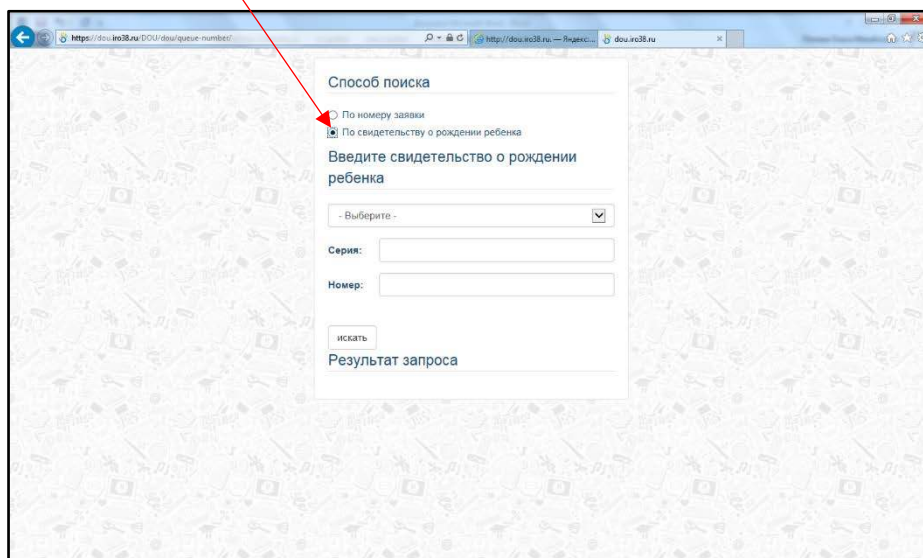 https://dou.iro38.ru/DOU/dou/queue-number/
http://dou.iro38.ru. — Яндекс...
dou.iro38.ru
Способ поиска
По номеру заявки
По свидетельству о рождении ребенка
Введите свидетельство о рождении
ребенка
- Выберите -
Серия:
Номер:
искать
Результат запроса